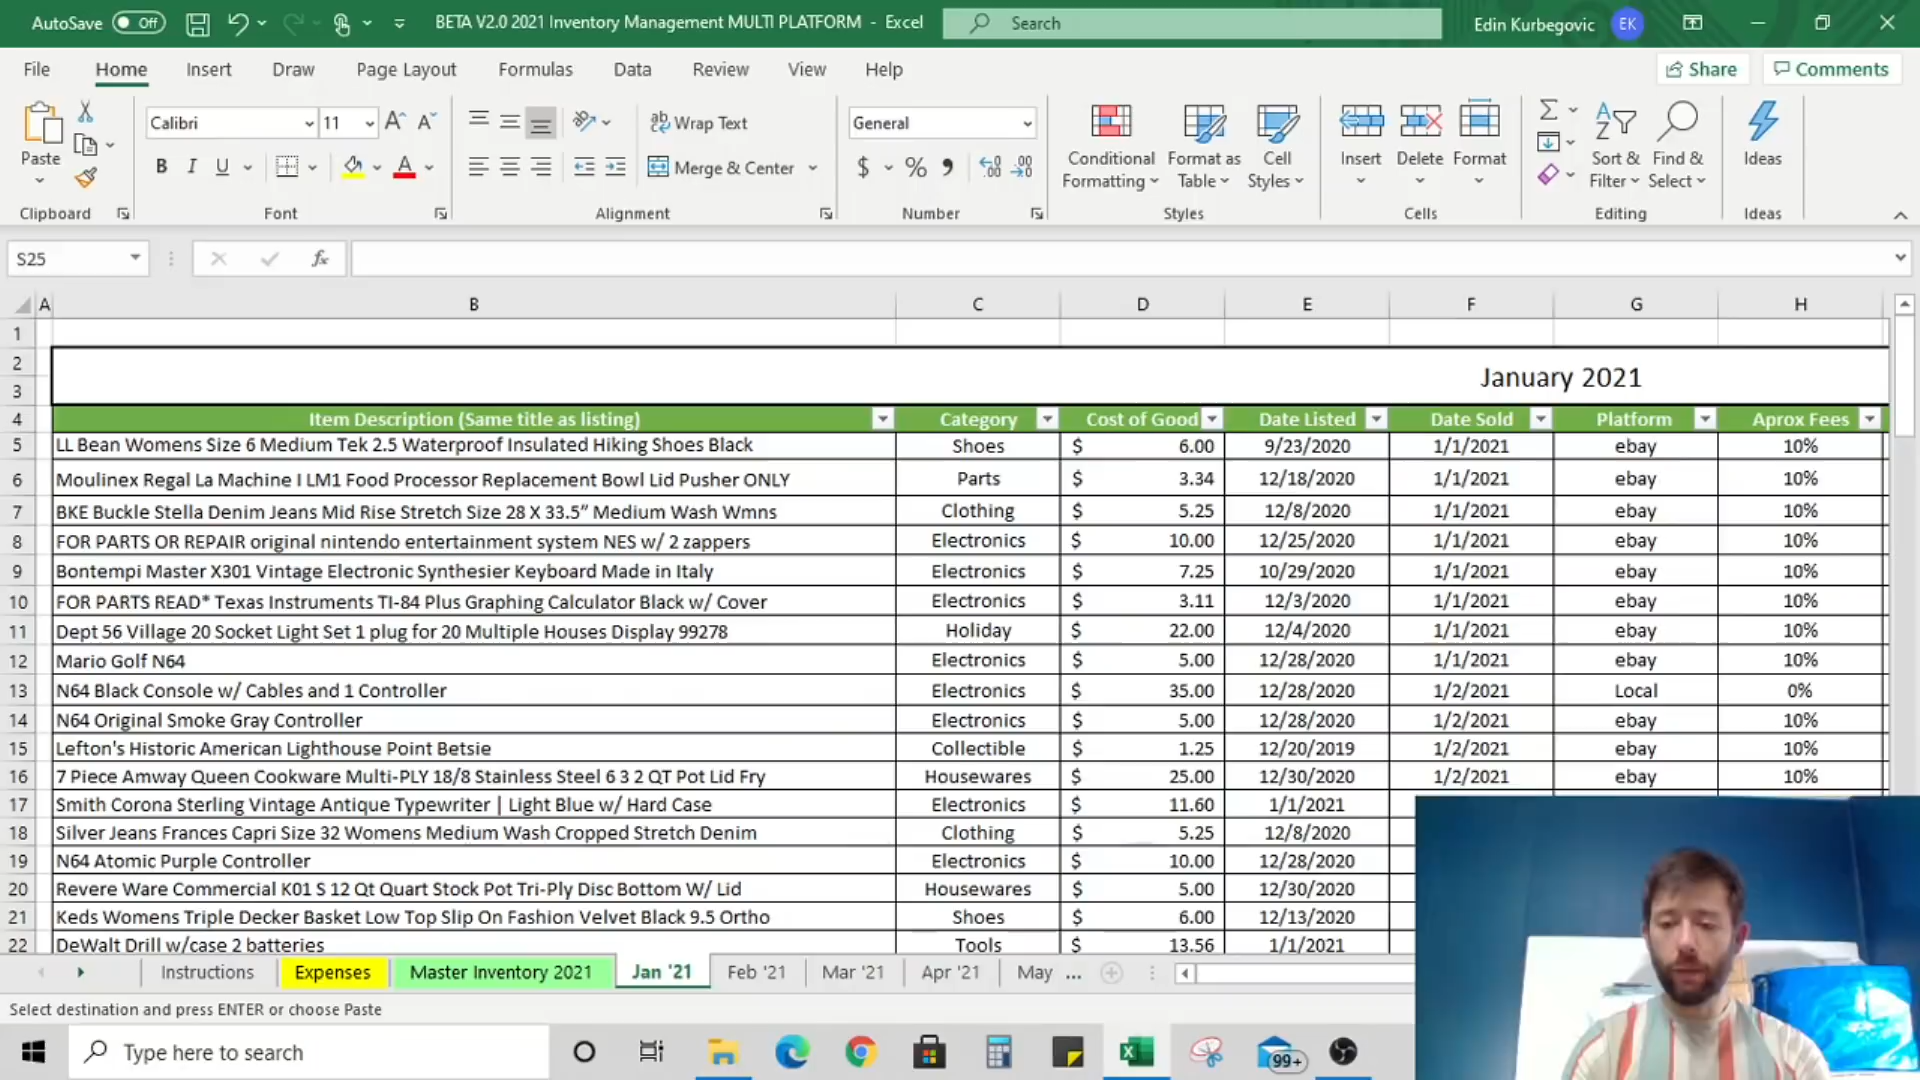 AutoSave Off BETA V2.0 2021 Inventory Management MULTI PLATFORM - Excel Search Edin Kurbegovic EK
File Home Insert Draw Page Layout Formulas Data Review View Help Share Comments
Calibri 11 Wrap Text General
Paste B I U Merge & Center $ % , Conditional Formatting Format as Table Cell Styles Insert Delete Format Sort & Filter Find & Select Ideas
Clipboard Font Alignment Number Styles Cells Editing Ideas
S25 fx
A B C D E F G H
1
2 January 2021
3
4 Item Description (Same title as listing) Category Cost of Good Date Listed Date Sold Platform Aprox Fees
5 LL Bean Womens Size 6 Medium Tek 2.5 Waterproof Insulated Hiking Shoes Black Shoes $ 6.00 9/23/2020 1/1/2021 ebay 10%
6 Moulinex Regal La Machine I LM1 Food Processor Replacement Bowl Lid Pusher ONLY Parts $ 3.34 12/18/2020 1/1/2021 ebay 10%
7 BKE Buckle Stella Denim Jeans Mid Rise Stretch Size 28 X 33.5” Medium Wash Wmns Clothing $ 5.25 12/8/2020 1/1/2021 ebay 10%
8 FOR PARTS OR REPAIR original nintendo entertainment system NES w/ 2 zappers Electronics $ 10.00 12/25/2020 1/1/2021 ebay 10%
9 Bontempi Master X301 Vintage Electronic Synthesier Keyboard Made in Italy Electronics $ 7.25 10/29/2020 1/1/2021 ebay 10%
10 FOR PARTS READ* Texas Instruments TI-84 Plus Graphing Calculator Black w/ Cover Electronics $ 3.11 12/3/2020 1/1/2021 ebay 10%
11 Dept 56 Village 20 Socket Light Set 1 plug for 20 Multiple Houses Display 99278 Holiday $ 22.00 12/4/2020 1/1/2021 ebay 10%
12 Mario Golf N64 Electronics $ 5.00 12/28/2020 1/1/2021 ebay 10%
13 N64 Black Console w/ Cables and 1 Controller Electronics $ 35.00 12/28/2020 1/2/2021 Local 0%
14 N64 Original Smoke Gray Controller Electronics $ 5.00 12/28/2020 1/2/2021 ebay 10%
15 Lefton's Historic American Lighthouse Point Betsie Collectible $ 1.25 12/20/2019 1/2/2021 ebay 10%
16 7 Piece Amway Queen Cookware Multi-PLY 18/8 Stainless Steel 6 3 2 QT Pot Lid Fry Housewares $ 25.00 12/30/2020 1/2/2021 ebay 10%
17 Smith Corona Sterling Vintage Antique Typewriter | Light Blue w/ Hard Case Electronics $ 11.60 1/1/2021
18 Silver Jeans Frances Capri Size 32 Womens Medium Wash Cropped Stretch Denim Clothing $ 5.25 12/8/2020
19 N64 Atomic Purple Controller Electronics $ 10.00 12/28/2020
20 Revere Ware Commercial K01 S 12 Qt Quart Stock Pot Tri-Ply Disc Bottom W/ Lid Housewares $ 5.00 12/30/2020
21 Keds Womens Triple Decker Basket Low Top Slip On Fashion Velvet Black 9.5 Ortho Shoes $ 6.00 12/13/2020
22 DeWalt Drill w/case 2 batteries Tools $ 13.56 1/1/2021
Instructions Expenses Master Inventory 2021 Jan '21 Feb '21 Mar '21 Apr '21 May ...
Select destination and press ENTER or choose Paste
Type here to search 99+